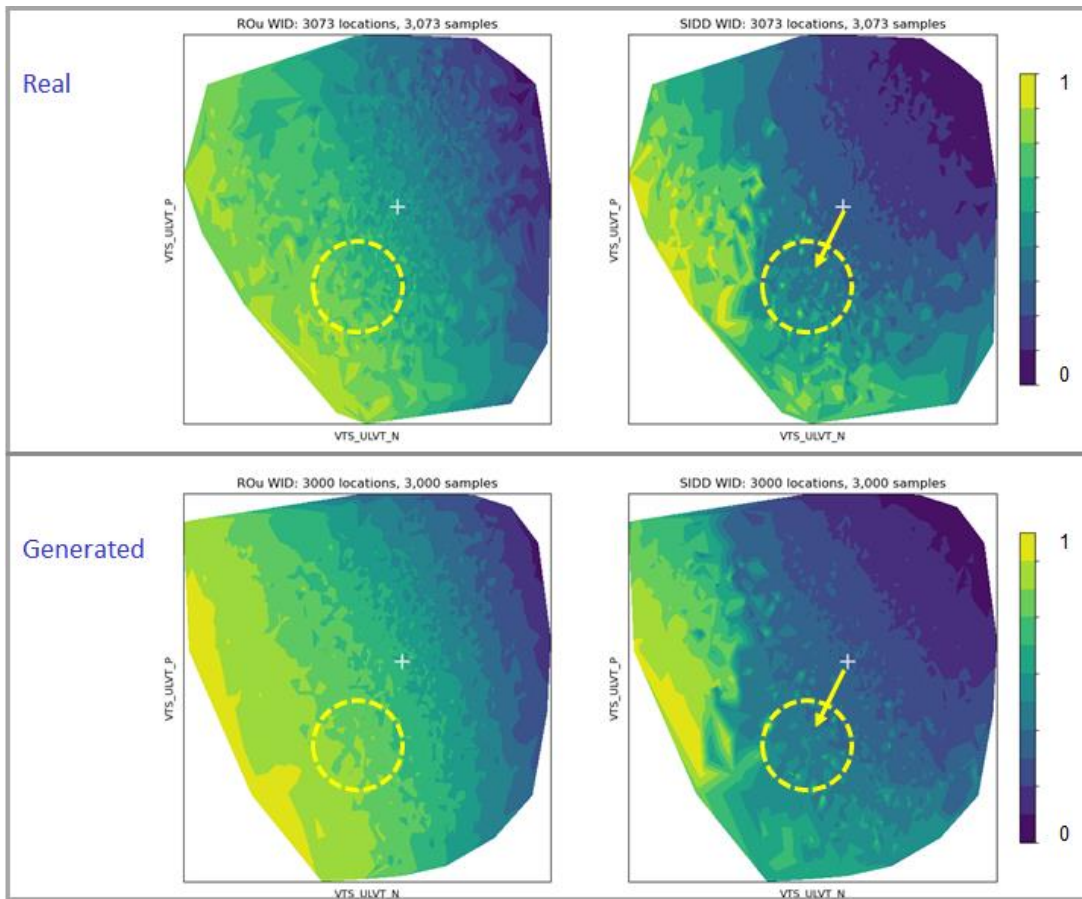 ROu WID: 3073 locations, 3,073 samples
SIDD WID: 3073 locations, 3,073 samples
Real
1
VTS_ULVT_P
VTS_ULVT_P
0
VTS_ULVT_N
VTS_ULVT_N
ROu WID: 3000 locations, 3,000 samples
SIDD WID: 3000 locations, 3,000 samples
Generated
1
VTS_ULVT_P
VTS_ULVT_P
0
VTS_ULVT_N
VTS_ULVT_N